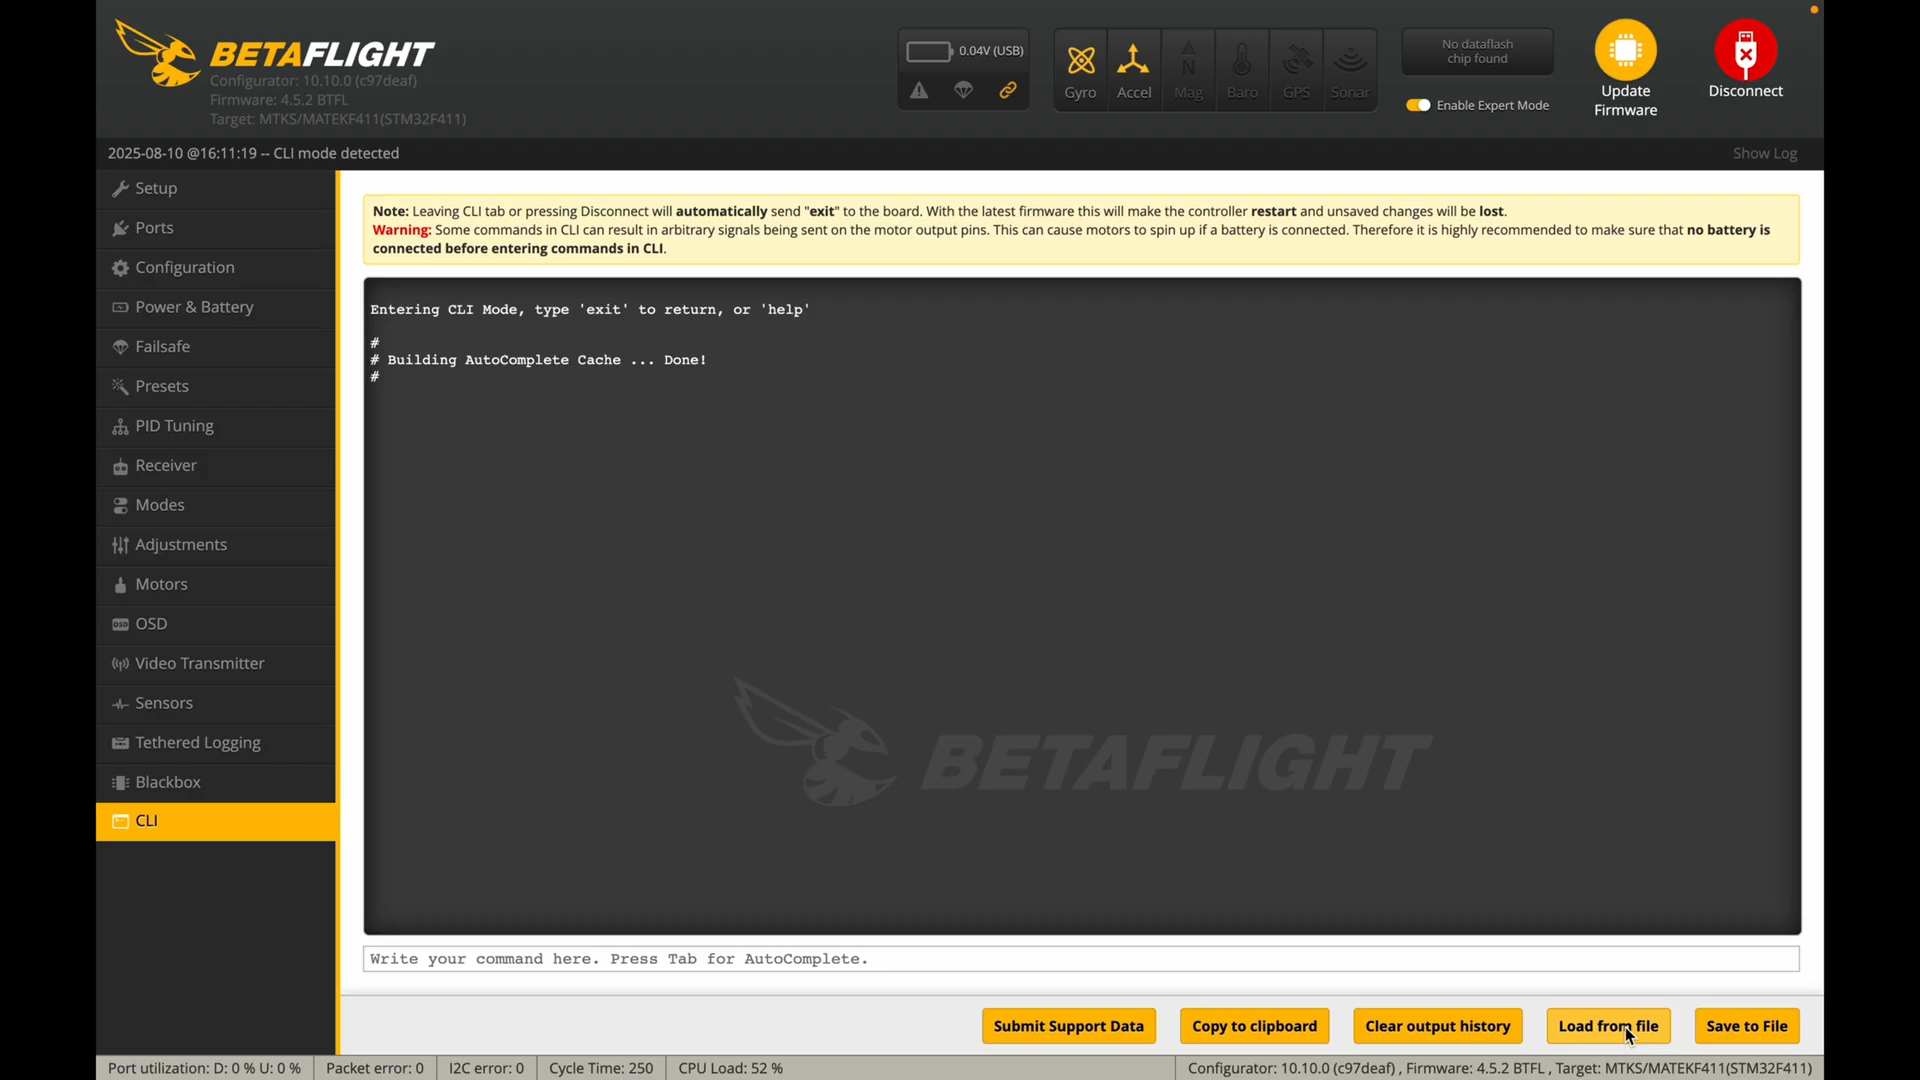 BETAFLIGHT
Configurator: 10.10.0 (c97deaf)
Firmware: 4.5.2 BTFL
Target: MTKS/MATEKF411(STM32F411)
0.04V (USB)
Gyro
Accel
Mag
Baro
GPS
Sonar
No dataflash
chip found
Enable Expert Mode
Update
Firmware
Disconnect
2025-08-10 @16:11:19 -- CLI mode detected
Show Log
Setup
Ports
Configuration
Power & Battery
Failsafe
Presets
PID Tuning
Receiver
Modes
Adjustments
Motors
OSD
Video Transmitter
Sensors
Tethered Logging
Blackbox
CLI
Note: Leaving CLI tab or pressing Disconnect will automatically send "exit" to the board. With the latest firmware this will make the controller restart and unsaved changes will be lost.
Warning: Some commands in CLI can result in arbitrary signals being sent on the motor output pins. This can cause motors to spin up if a battery is connected. Therefore it is highly recommended to make sure that no battery is
connected before entering commands in CLI.
Entering CLI Mode, type 'exit' to return, or 'help'
#
# Building AutoComplete Cache ... Done!
#
BETAFLIGHT
Write your command here. Press Tab for AutoComplete.
Submit Support Data
Copy to clipboard
Clear output history
Load from file
Save to File
Port utilization: D: 0 % U: 0 %
Packet error: 0
I2C error: 0
Cycle Time: 250
CPU Load: 52 %
Configurator: 10.10.0 (c97deaf) , Firmware: 4.5.2 BTFL , Target: MTKS/MATEKF411(STM32F411)